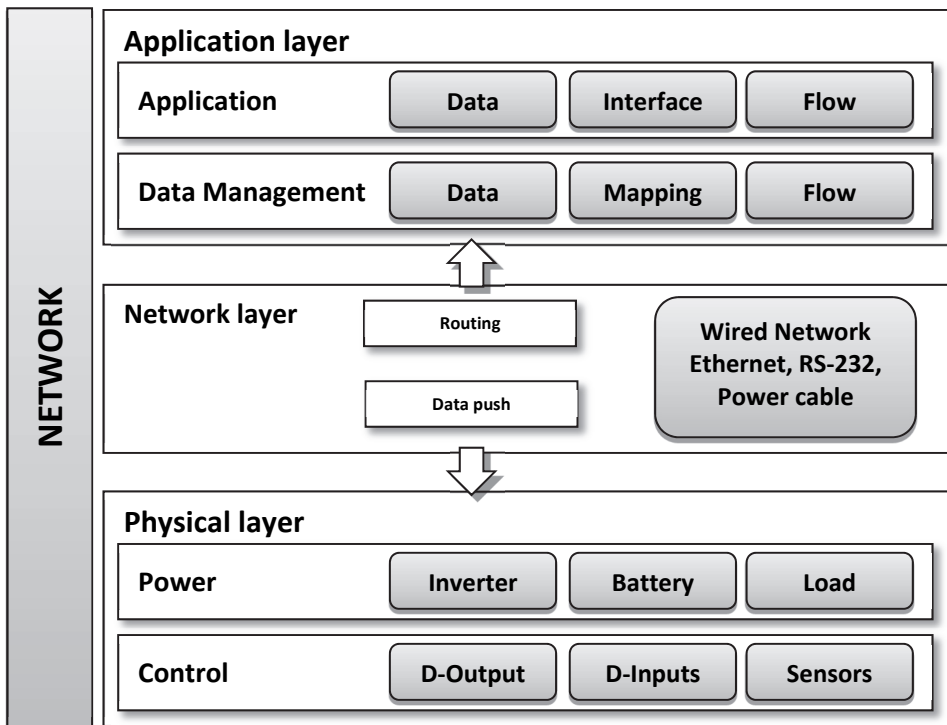 NETWORK
Application layer
Application
Data
Interface
Flow
Data Management
Data
Mapping
Flow
Network layer
Routing
Data push
Wired Network
Ethernet, RS-232,
Power cable
Physical layer
Power
Inverter
Battery
Load
Control
D-Output
D-Inputs
Sensors